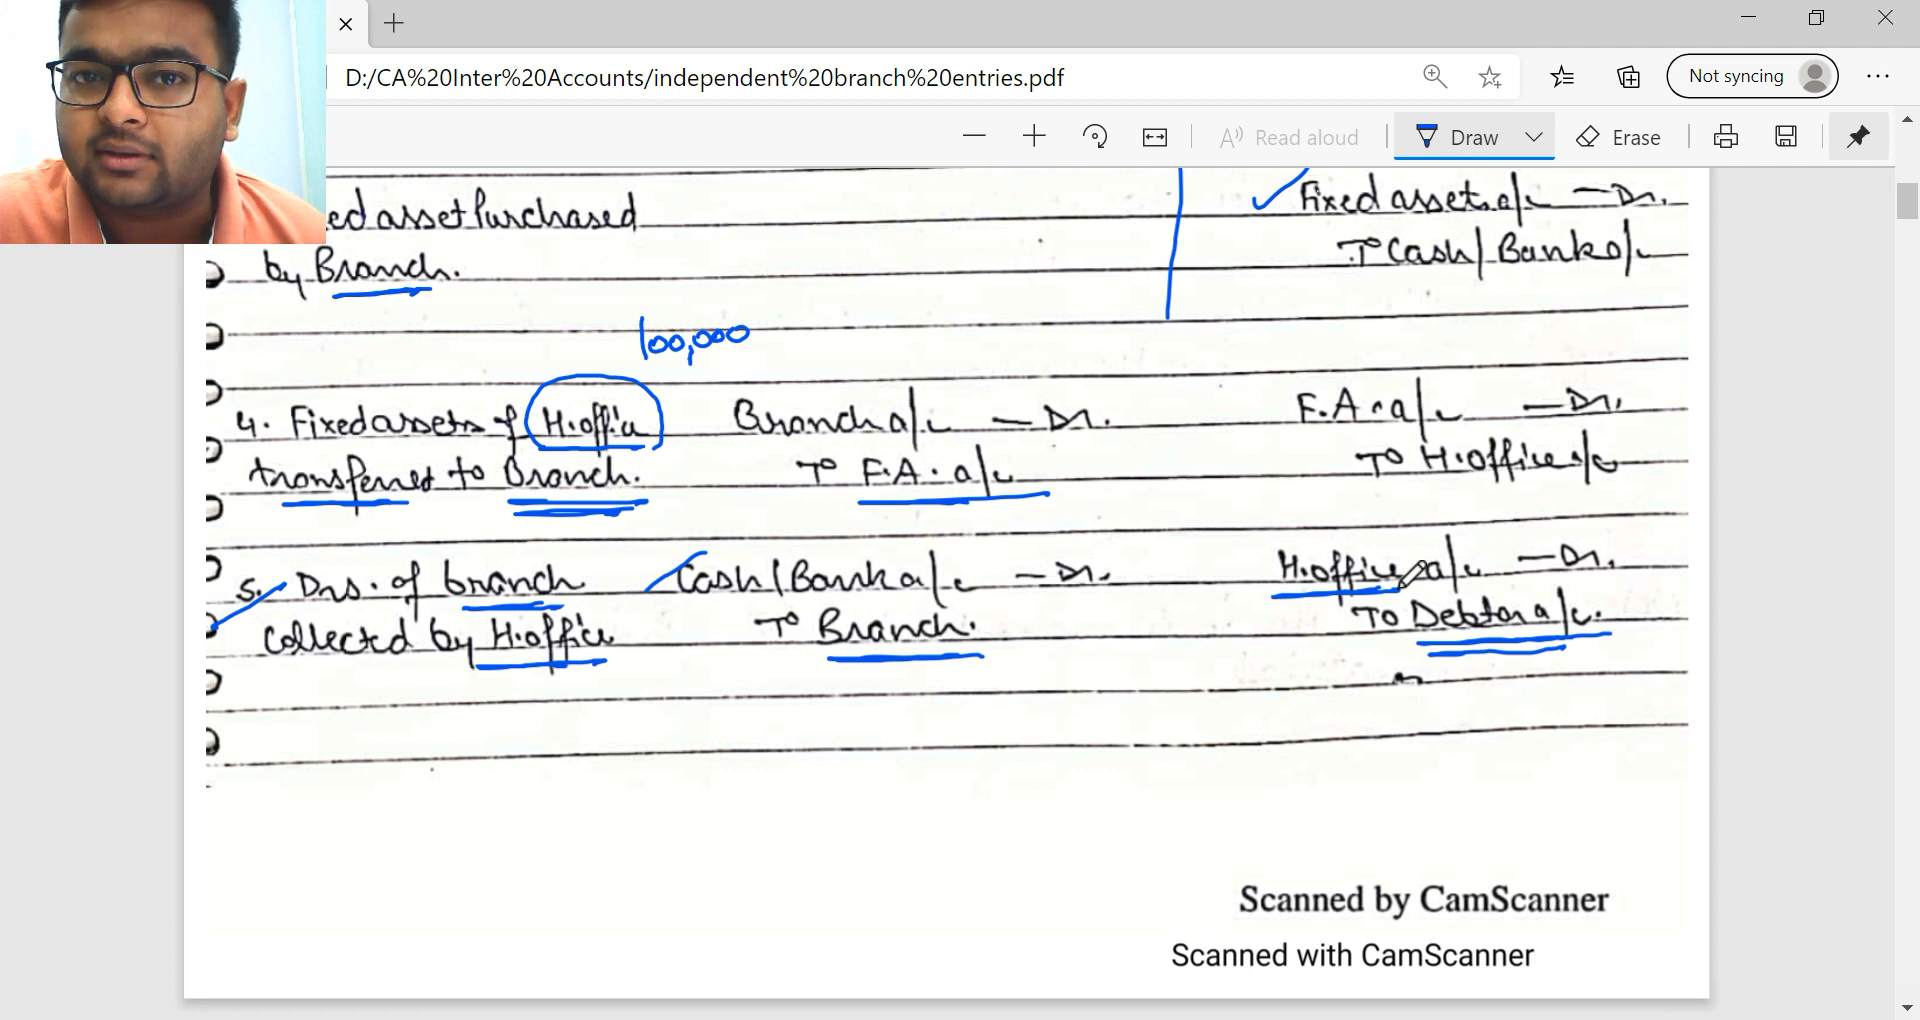 D:/CA%20Inter%20Accounts/independent%20branch%20entries.pdf
Not syncing
Read aloud
Draw
Erase
ed asset Purchased
by Branch.
Fixed assets a/c — Dr.
To Cash/Bank a/c
100,000
4. Fixed assets of H.office
transferred to Branch.
Branch a/c — Dr.
To F.A. a/c
F.A. a/c — Dr.
To H.office a/c
5. Drs. of branch
collected by H.office
Cash/Bank a/c — Dr.
To Branch.
H.office a/c — Dr.
To Debtor a/c.
Scanned by CamScanner
Scanned with CamScanner